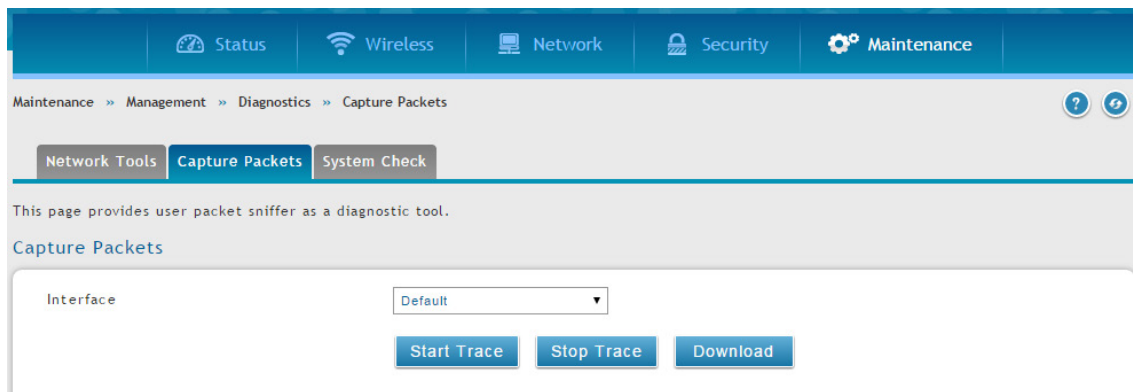 Status Wireless Network Security Maintenance
Maintenance » Management » Diagnostics » Capture Packets ?
Network Tools Capture Packets System Check
This page provides user packet sniffer as a diagnostic tool.
Capture Packets
Interface Default
Start Trace Stop Trace Download